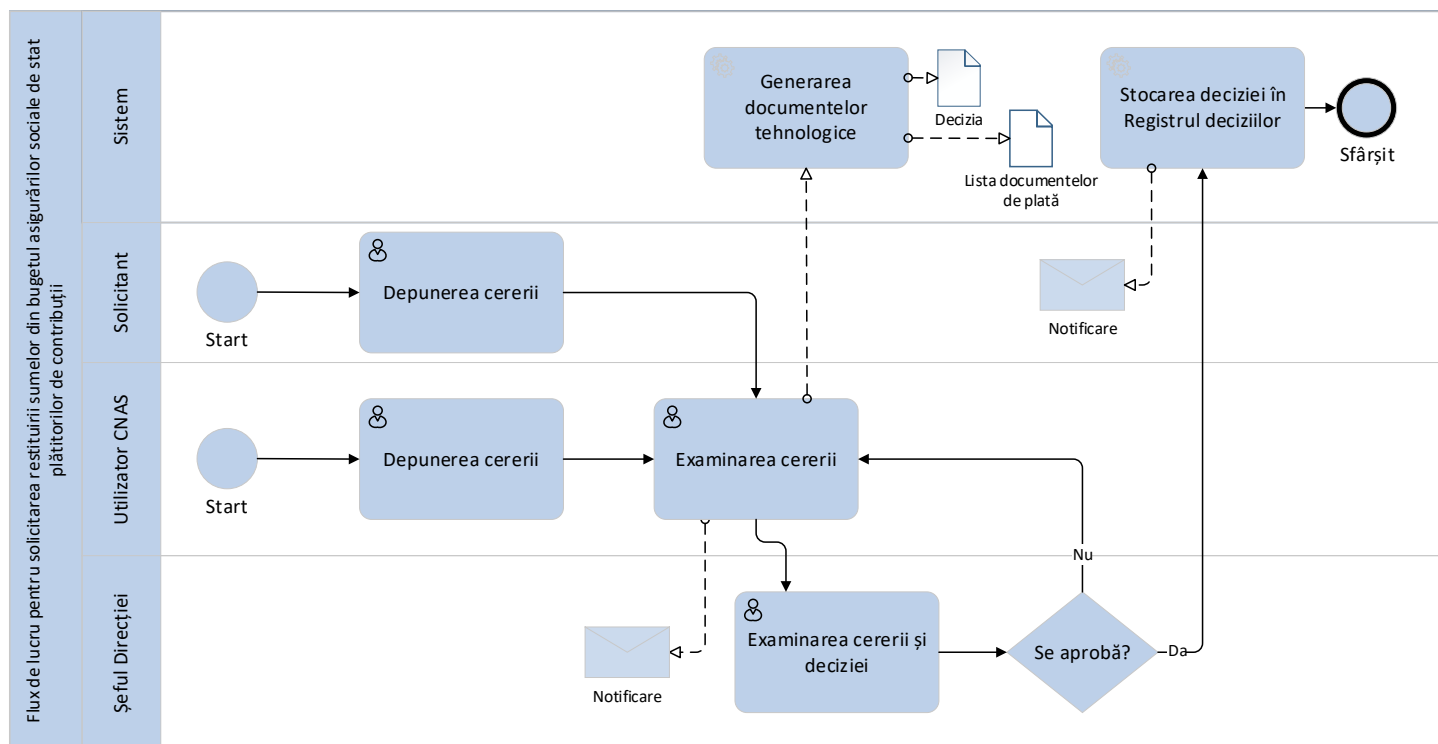 Flux de lucru pentru solicitarea restituirii sumelor din bugetul asigurărilor sociale de stat
plătitorilor de contribuții
Sistem
Generarea
documentelor
tehnologice
Decizia
Lista documentelor
de plată
Stocarea deciziei în
Registrul deciziilor
Sfârșit
Solicitant
Start
Depunerea cererii
Notificare
Utilizator CNAS
Start
Depunerea cererii
Examinarea cererii
Nu
Șeful Direcției
Notificare
Examinarea cererii și
deciziei
Se aprobă?
Da